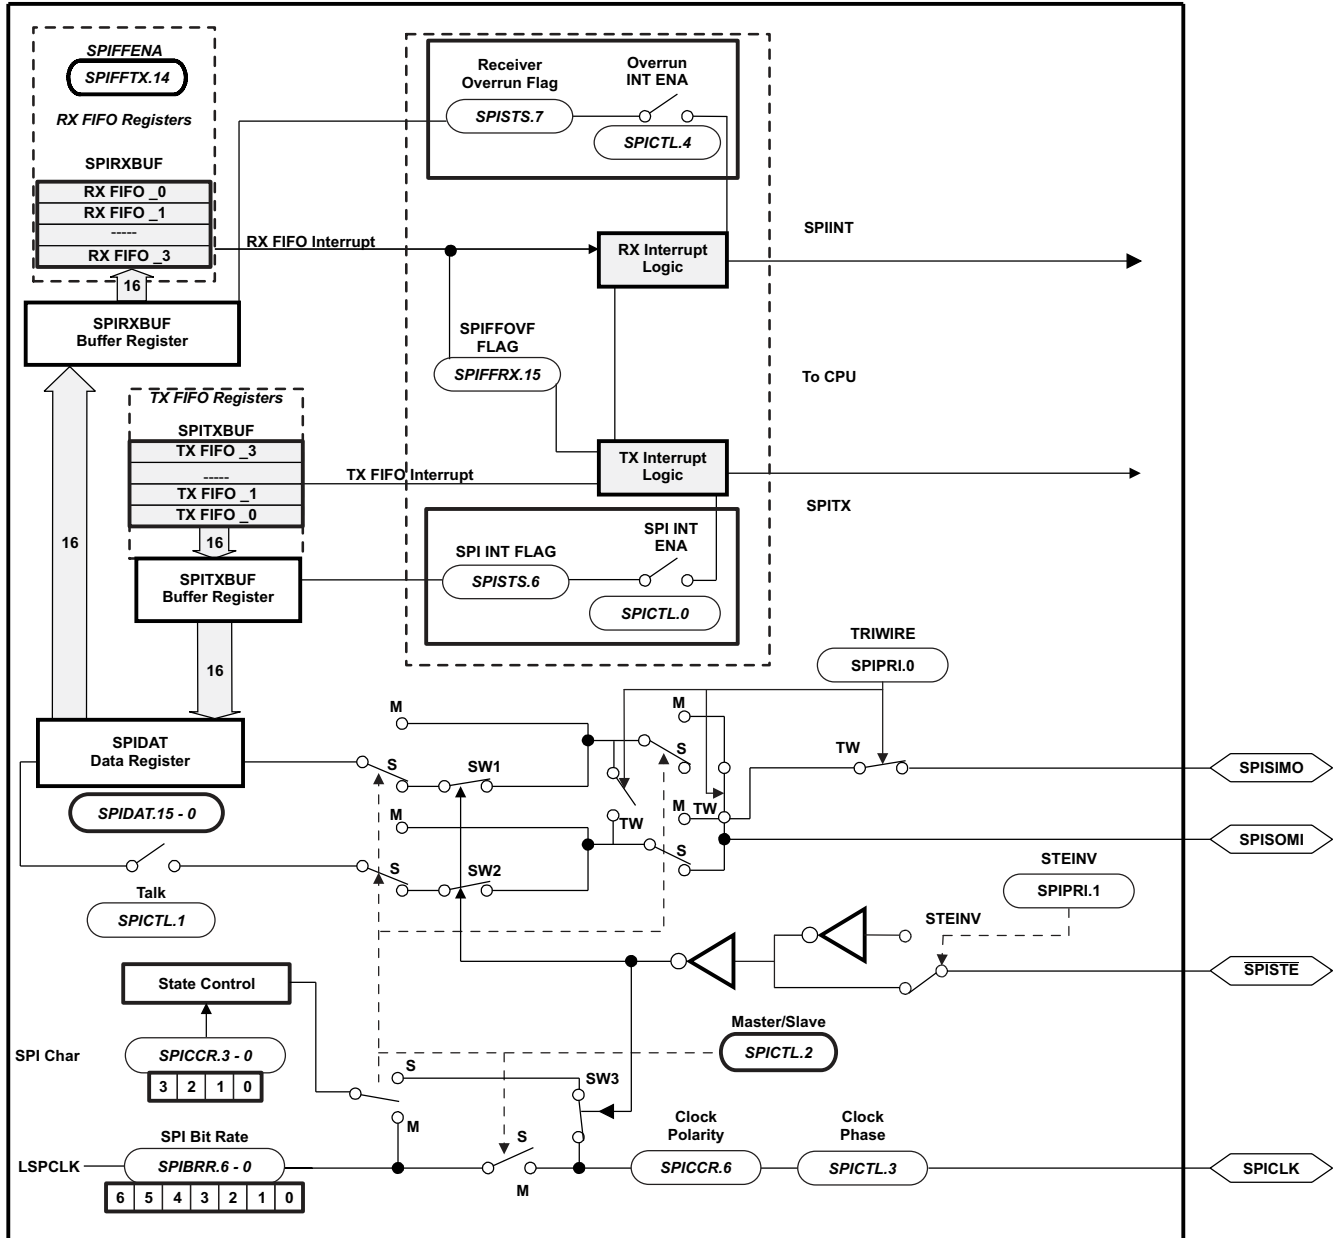 SPIFFENA
SPIFFTX.14
RX FIFO Registers
SPIRXBUF
RX FIFO _0
RX FIFO _1
-----
RX FIFO _3
16
SPIRXBUF
Buffer Register
Receiver
Overrun Flag
SPISTS.7
Overrun
INT ENA
SPICTL.4
RX FIFO Interrupt
RX Interrupt
Logic
SPIINT
SPIFFOVF
FLAG
SPIFFRX.15
To CPU
TX FIFO Registers
SPITXBUF
TX FIFO _3
-----
TX FIFO _1
TX FIFO _0
16
16
TX FIFO Interrupt
TX Interrupt
Logic
SPITX
SPITXBUF
Buffer Register
SPI INT FLAG
SPISTS.6
SPI INT
ENA
SPICTL.0
16
TRIWIRE
SPIPRI.0
SPIDAT
Data Register
SPIDAT.15 - 0
M
S
SW1
M
S
TW
M
TW
TW
SPISIMO
M
S
SW2
S
SPISOMI
Talk
SPICTL.1
STEINV
SPIPRI.1
STEINV
SPISTE
State Control
SPI Char
SPICCR.3 - 0
3 2 1 0
Master/Slave
SPICTL.2
S
M
SW3
SPI Bit Rate
LSPCLK
SPIBRR.6 - 0
6 5 4 3 2 1 0
S
M
Clock
Polarity
SPICCR.6
Clock
Phase
SPICTL.3
SPICLK